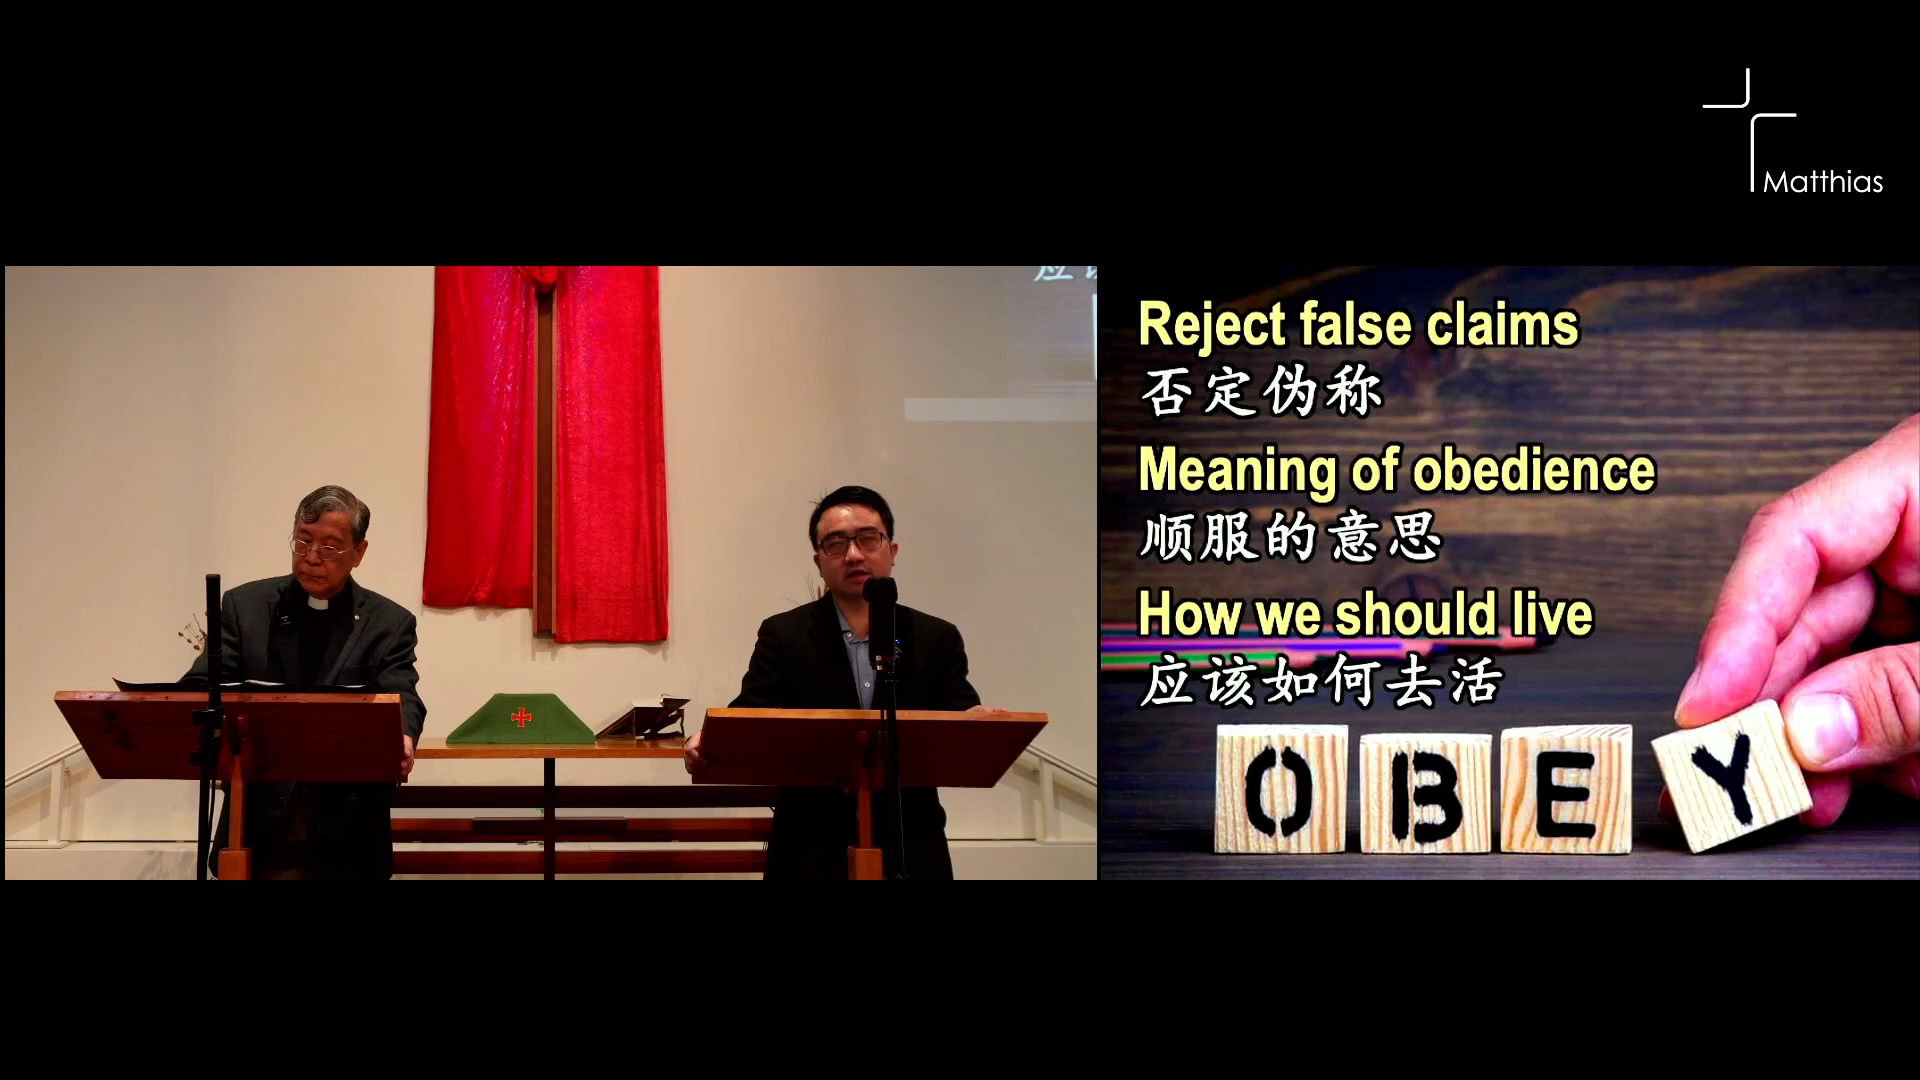 Matthias
应
Reject false claims
否定伪称
Meaning of obedience
顺服的意思
How we should live
应该如何去活
OBEY